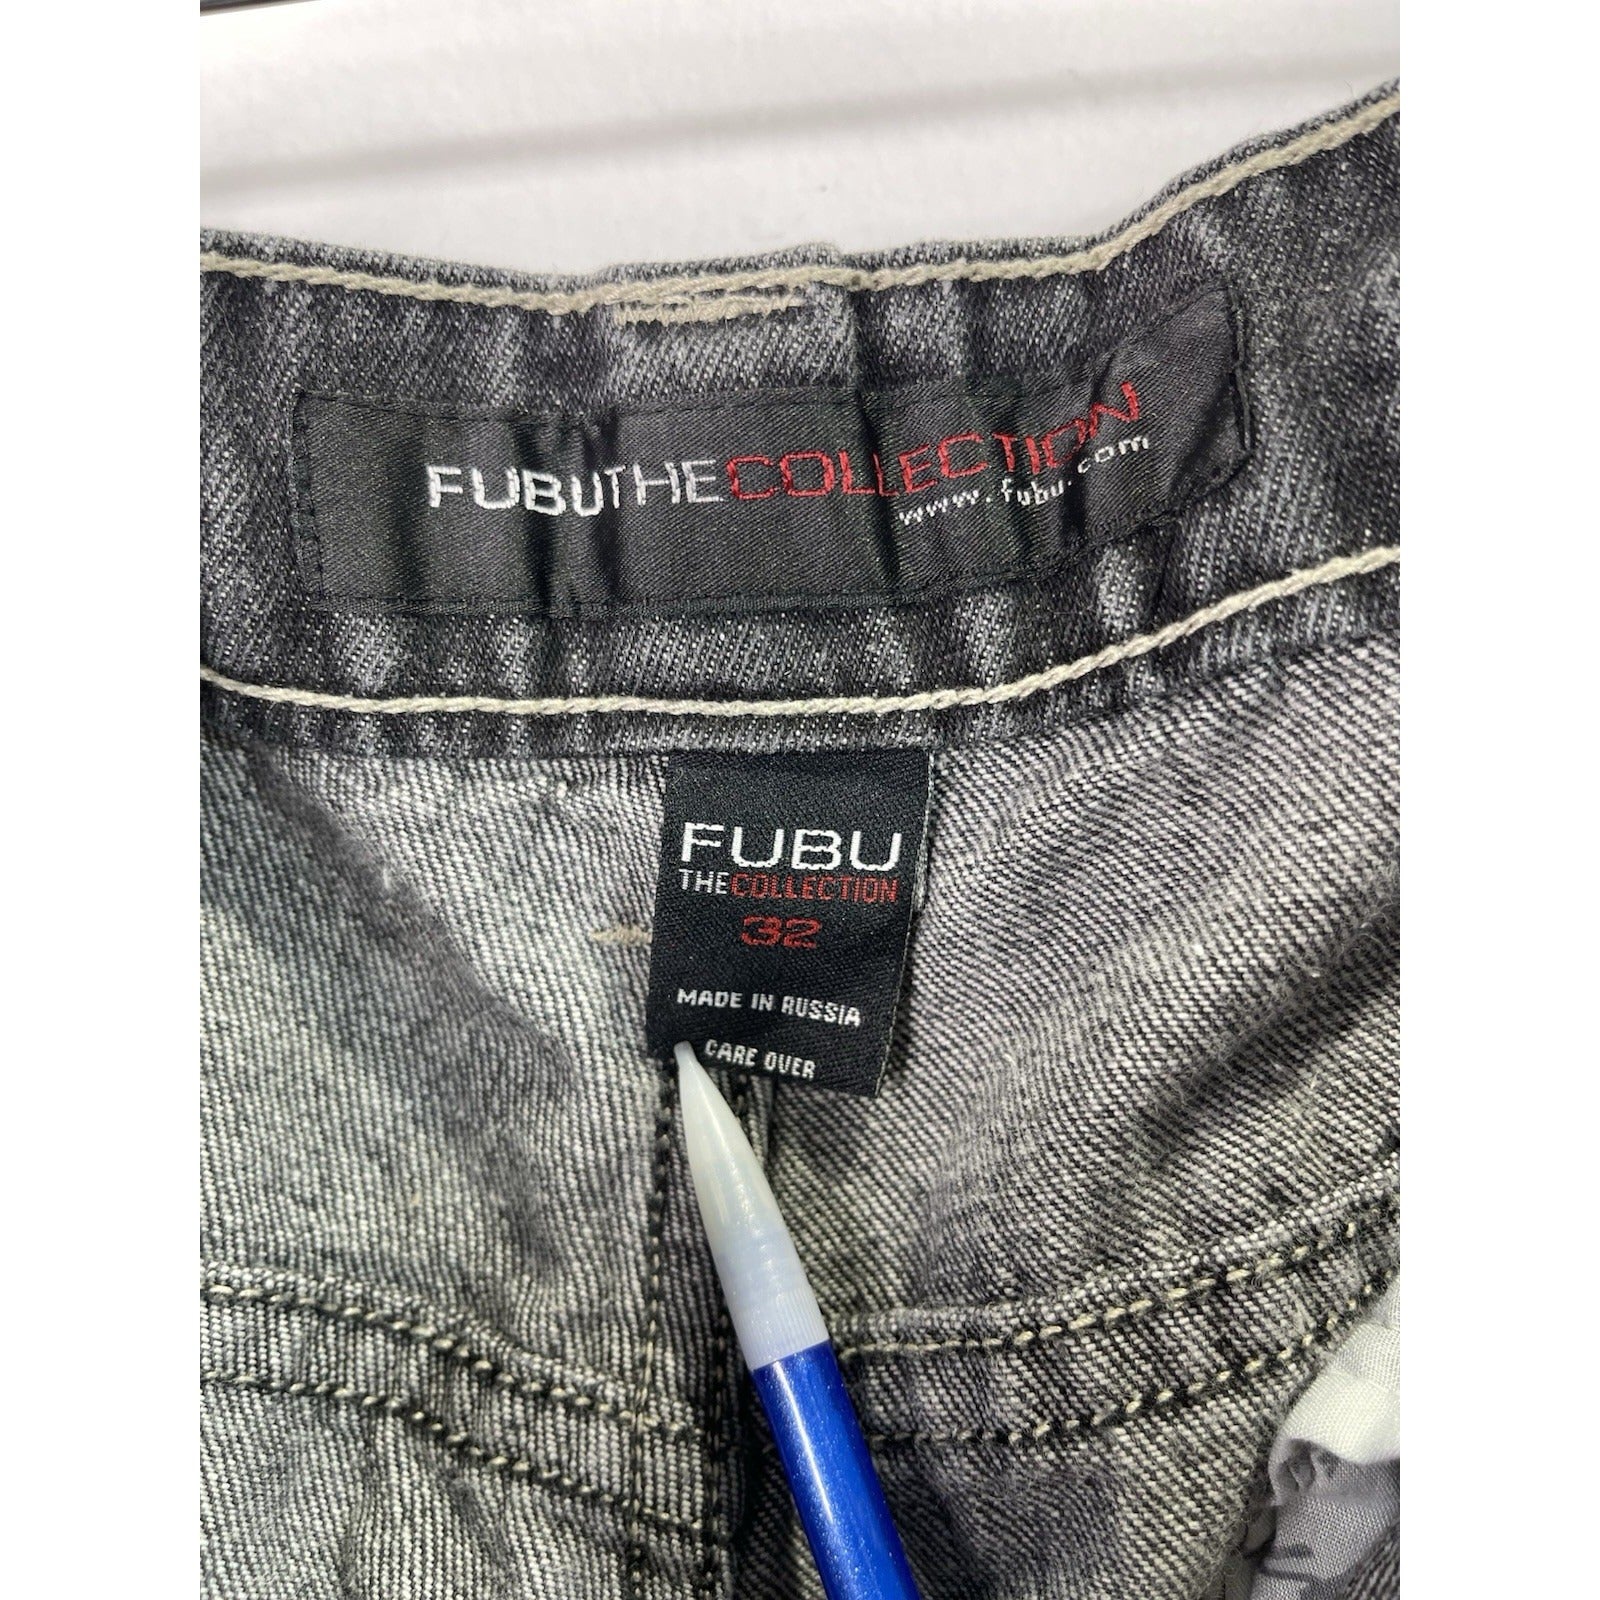 FUBUTHECOLLECTION
www.fubu.com
FUBU
THECOLLECTION
32
MADE IN RUSSIA
CARE OVER